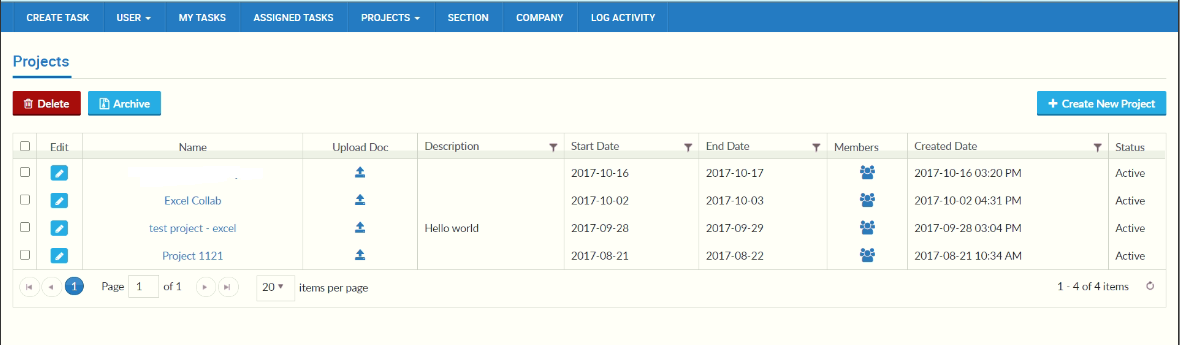 CREATE TASK USER MY TASKS ASSIGNED TASKS PROJECTS SECTION COMPANY LOG ACTIVITY
Projects
Delete Archive + Create New Project
Edit Name Upload Doc Description Start Date End Date Members Created Date Status
2017-10-16 2017-10-17 2017-10-16 03:20 PM Active
Excel Collab 2017-10-02 2017-10-03 2017-10-02 04:31 PM Active
test project - excel Hello world 2017-09-28 2017-09-29 2017-09-28 03:04 PM Active
Project 1121 2017-08-21 2017-08-22 2017-08-21 10:34 AM Active
1 Page 1 of 1 20 items per page 1 - 4 of 4 items